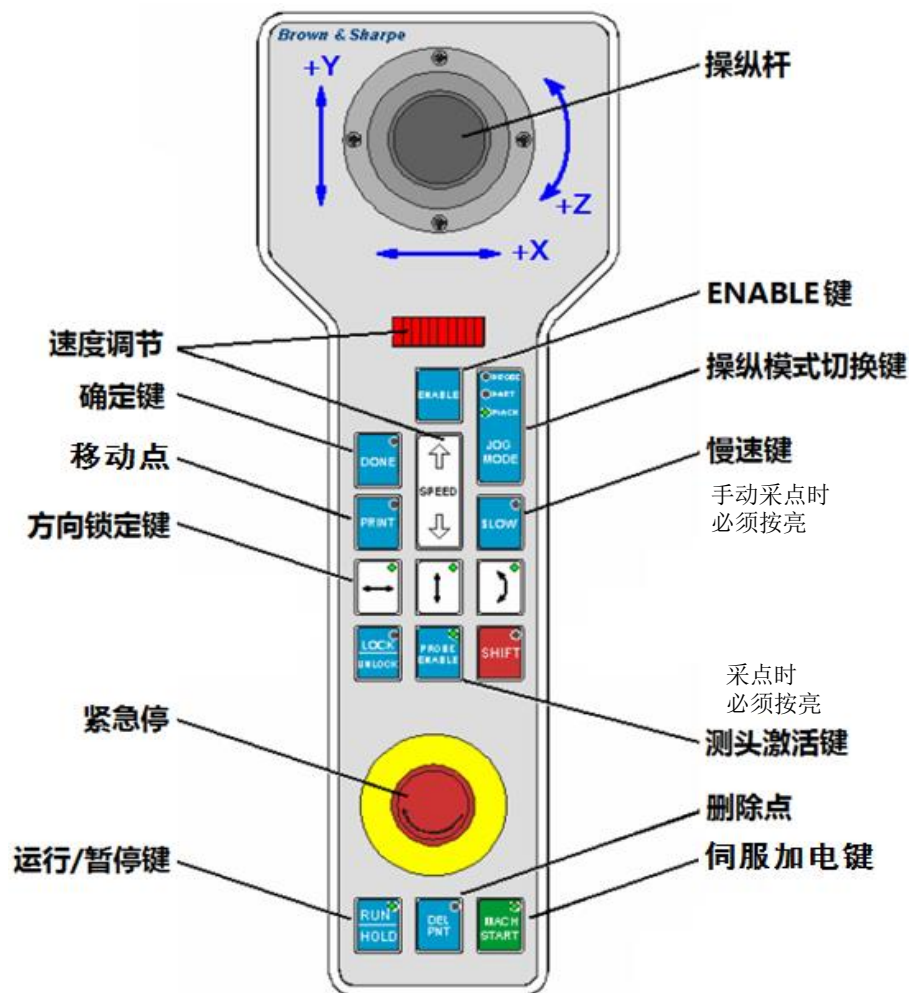 Brown & Sharpe
+Y
操纵杆
+Z
+X
ENABLE键
速度调节
操纵模式切换键
确定键
ENABLE
PROBE
PART
MACH
JOG
MODE
移动点
DONE
慢速键
SPEED
手动采点时
必须按亮
方向锁定键
PRINT
SLOW
LOCK
UNLOCK
PROBE
ENABLE
SHIFT
采点时
必须按亮
紧急停
测头激活键
删除点
运行/暂停键
伺服加电键
RUN
HOLD
DEL
PNT
MACH
START